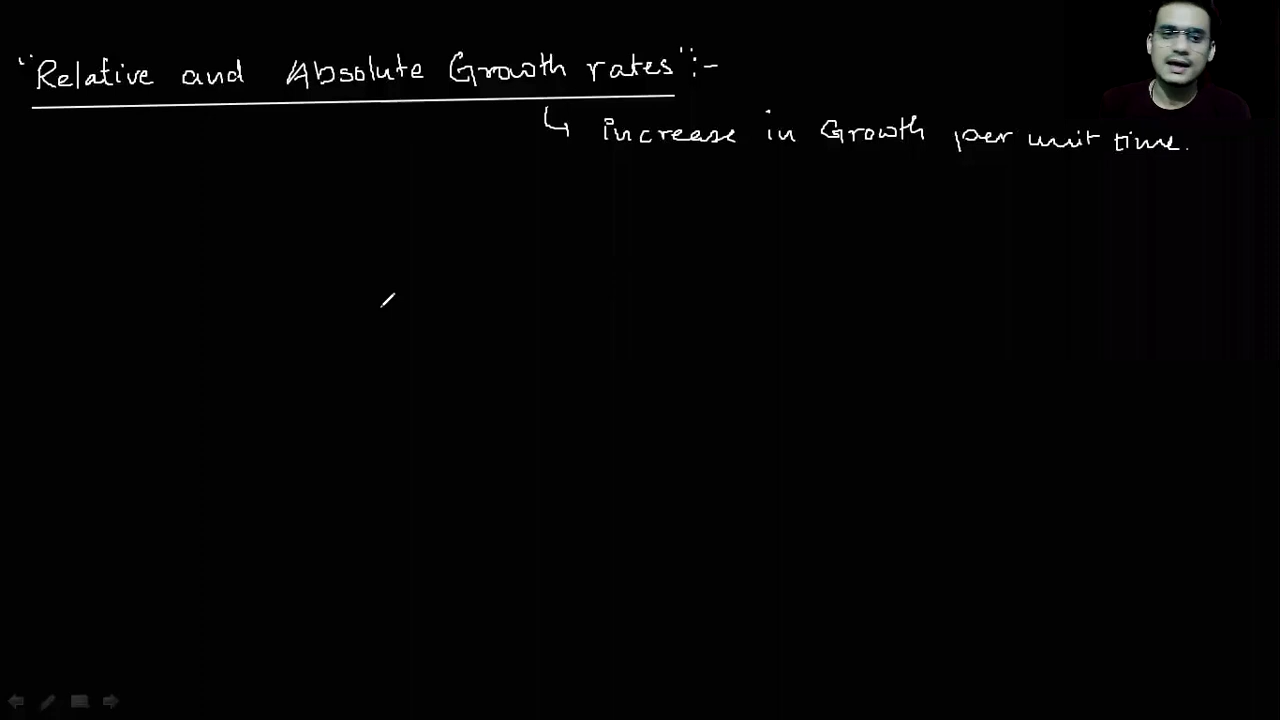 "Relative and Absolute Growth rates":-
↳ increase in Growth per unit time.